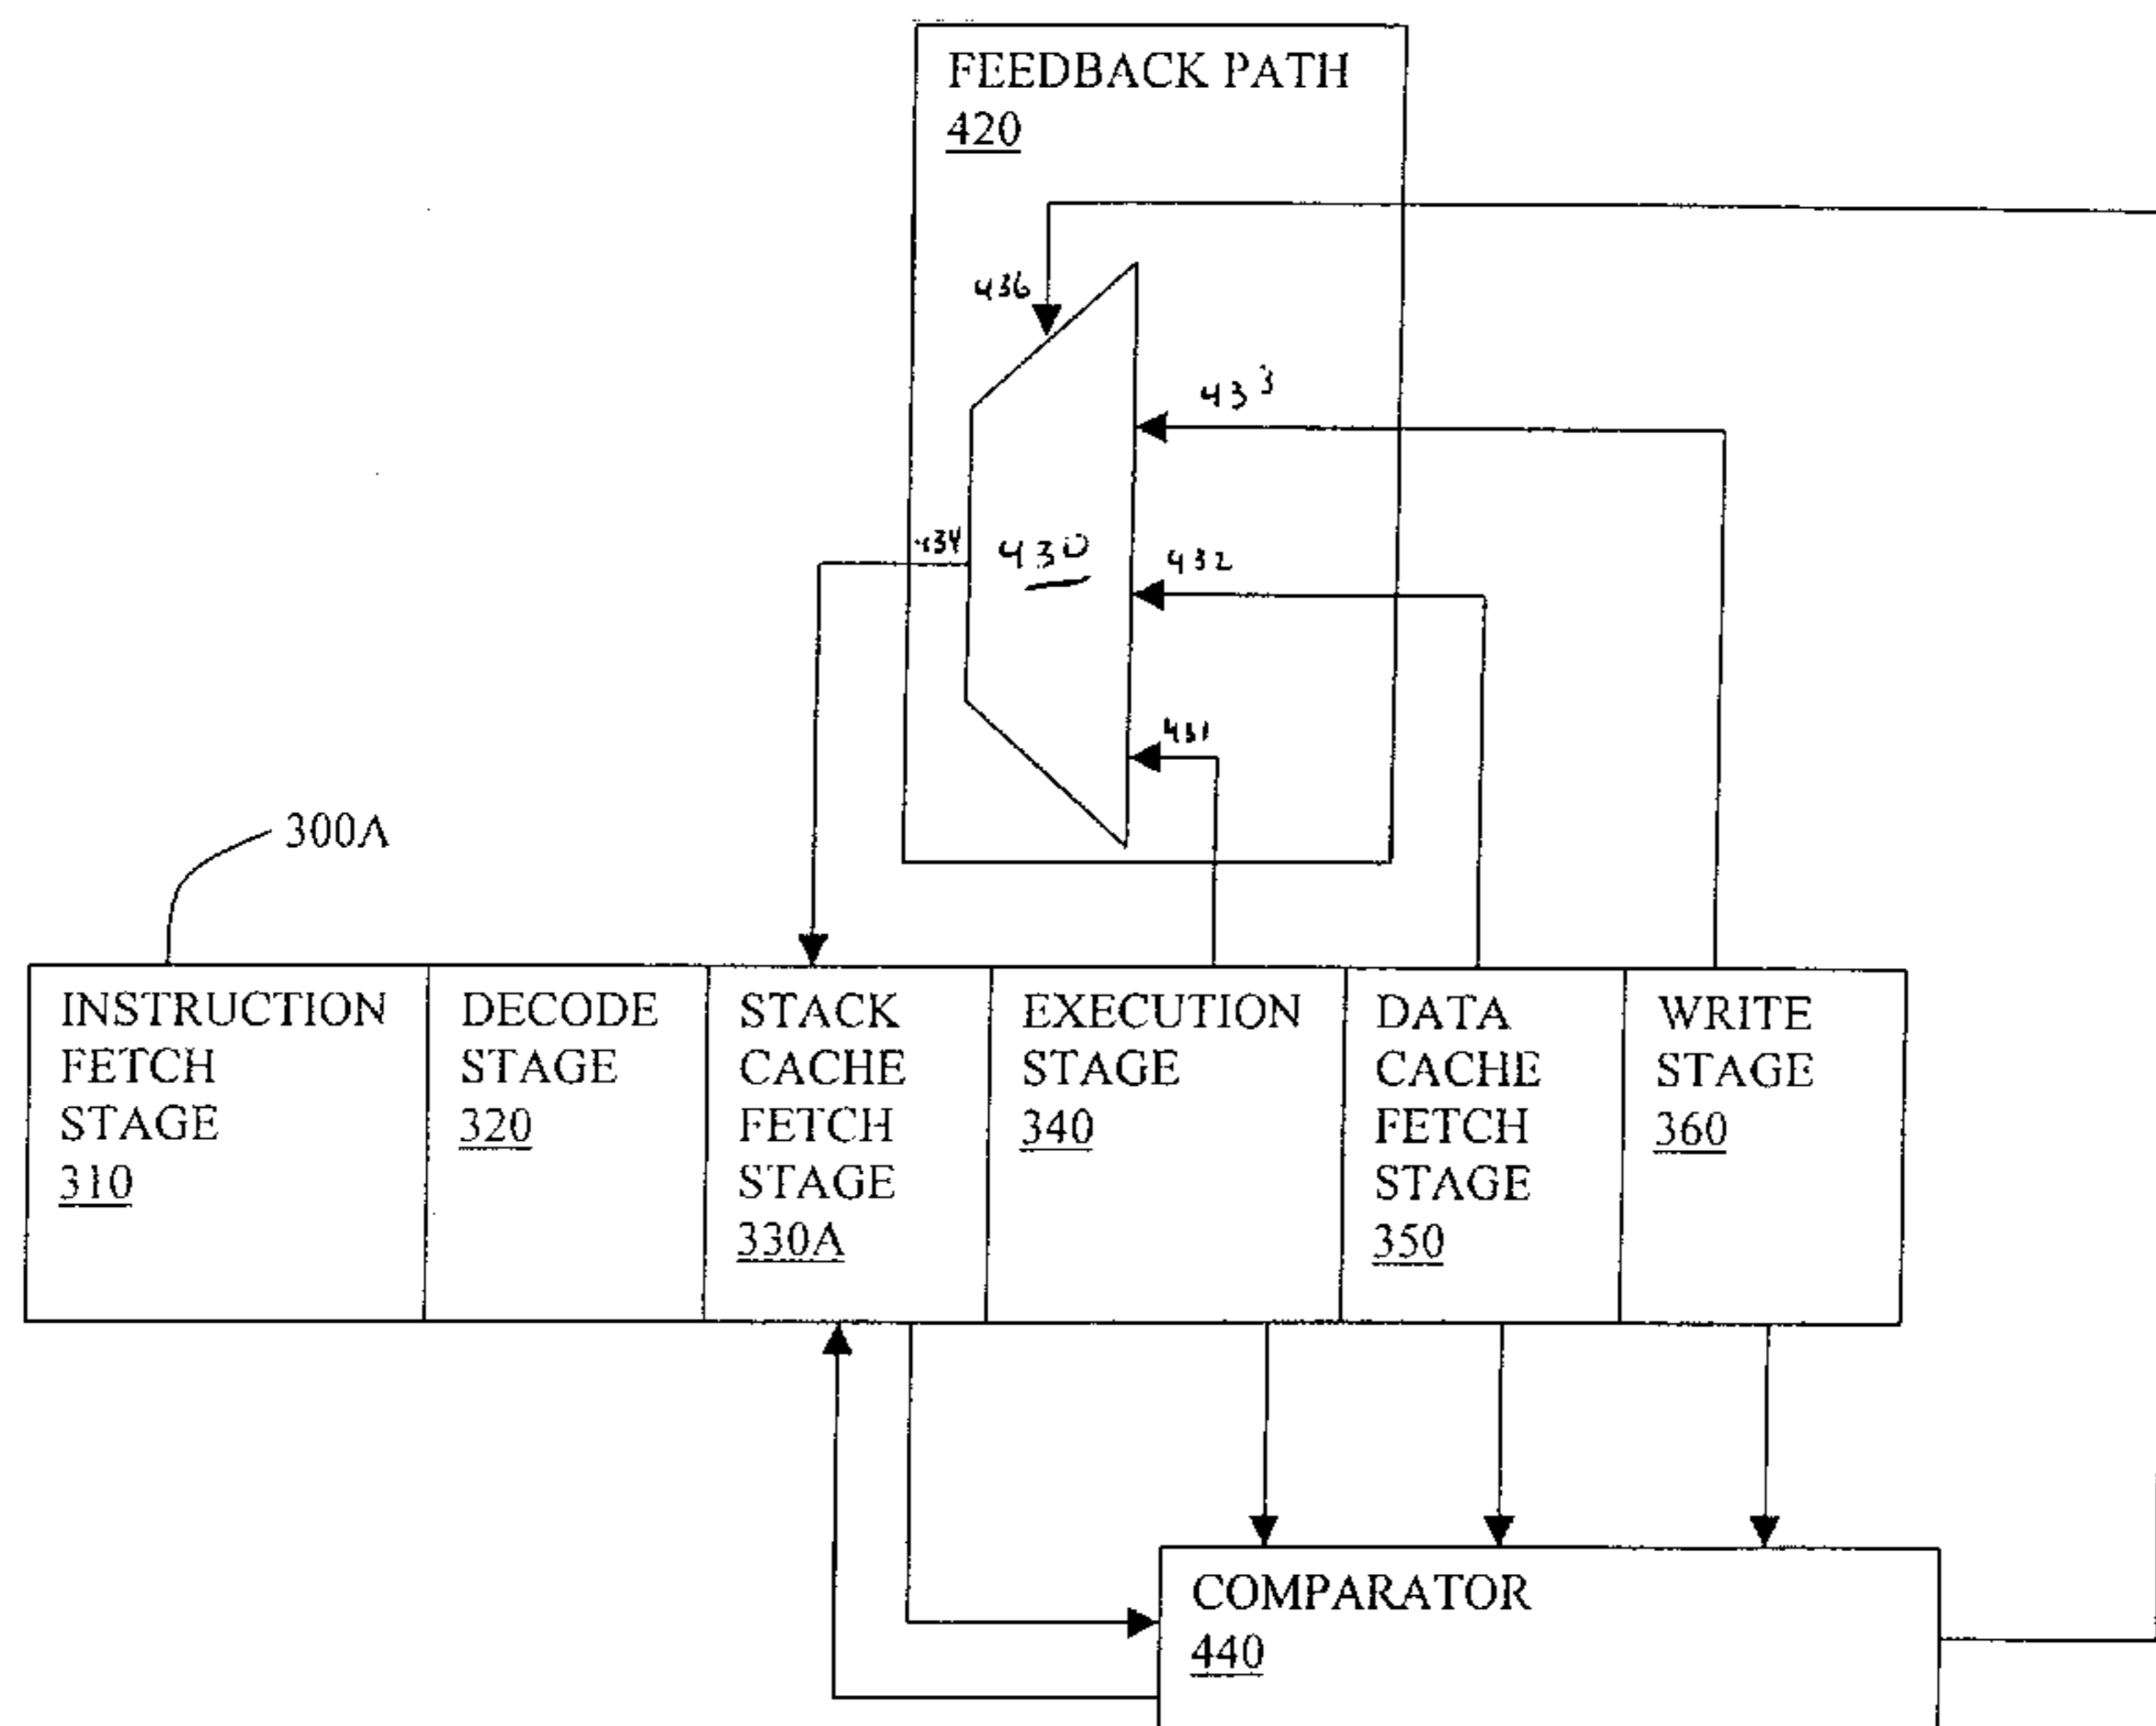 FEEDBACK PATH
420
436
433
434
430
432
431
300A
INSTRUCTION
FETCH
STAGE
310
DECODE
STAGE
320
STACK
CACHE
FETCH
STAGE
330A
EXECUTION
STAGE
340
DATA
CACHE
FETCH
STAGE
350
WRITE
STAGE
360
COMPARATOR
440